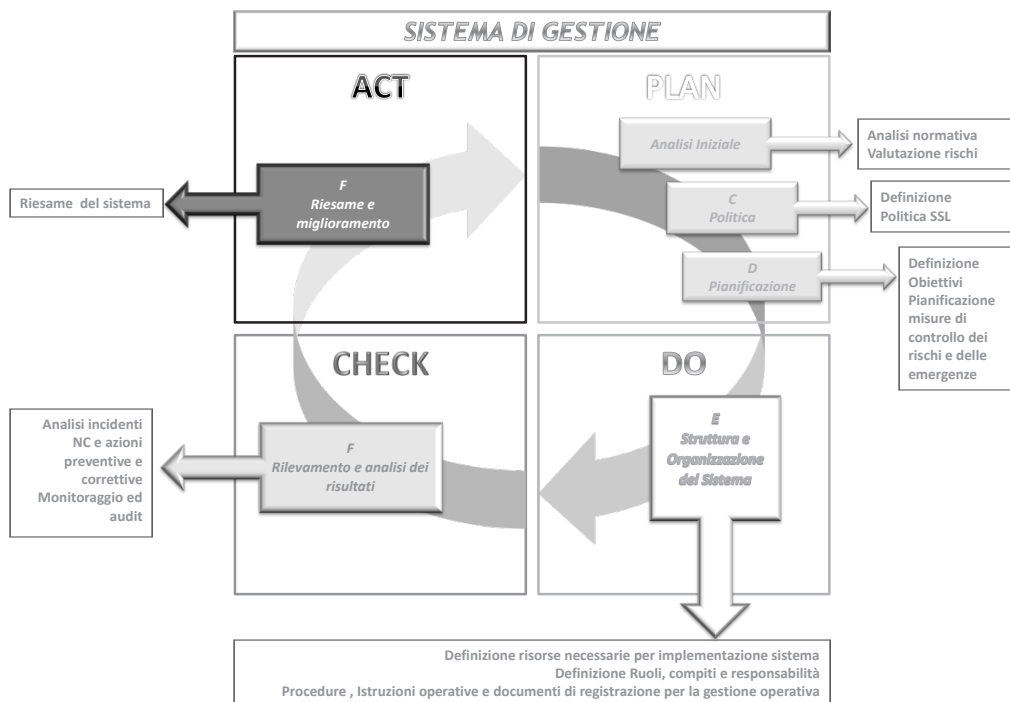 SISTEMA DI GESTIONE
ACT
F
Riesame e
miglioramento
Riesame del sistema
PLAN
Analisi Iniziale
Analisi normativa
Valutazione rischi
C
Politica
Definizione
Politica SSL
D
Pianificazione
Definizione
Obiettivi
Pianificazione
misure di
controllo dei
rischi e delle
emergenze
CHECK
F
Rilevamento e analisi dei
risultati
Analisi incidenti
NC e azioni
preventive e
correttive
Monitoraggio ed
audit
DO
E
Struttura e
Organizzazione
del Sistema
Definizione risorse necessarie per implementazione sistema
Definizione Ruoli, compiti e responsabilità
Procedure , Istruzioni operative e documenti di registrazione per la gestione operativa